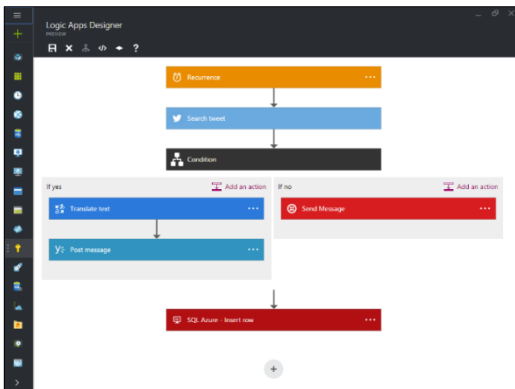 Logic Apps Designer
PREVIEW
Recurrence
Search tweet
Condition
If yes
Add an action
If no
Add an action
Translate text
Send Message
Post message
SQL Azure - Insert row